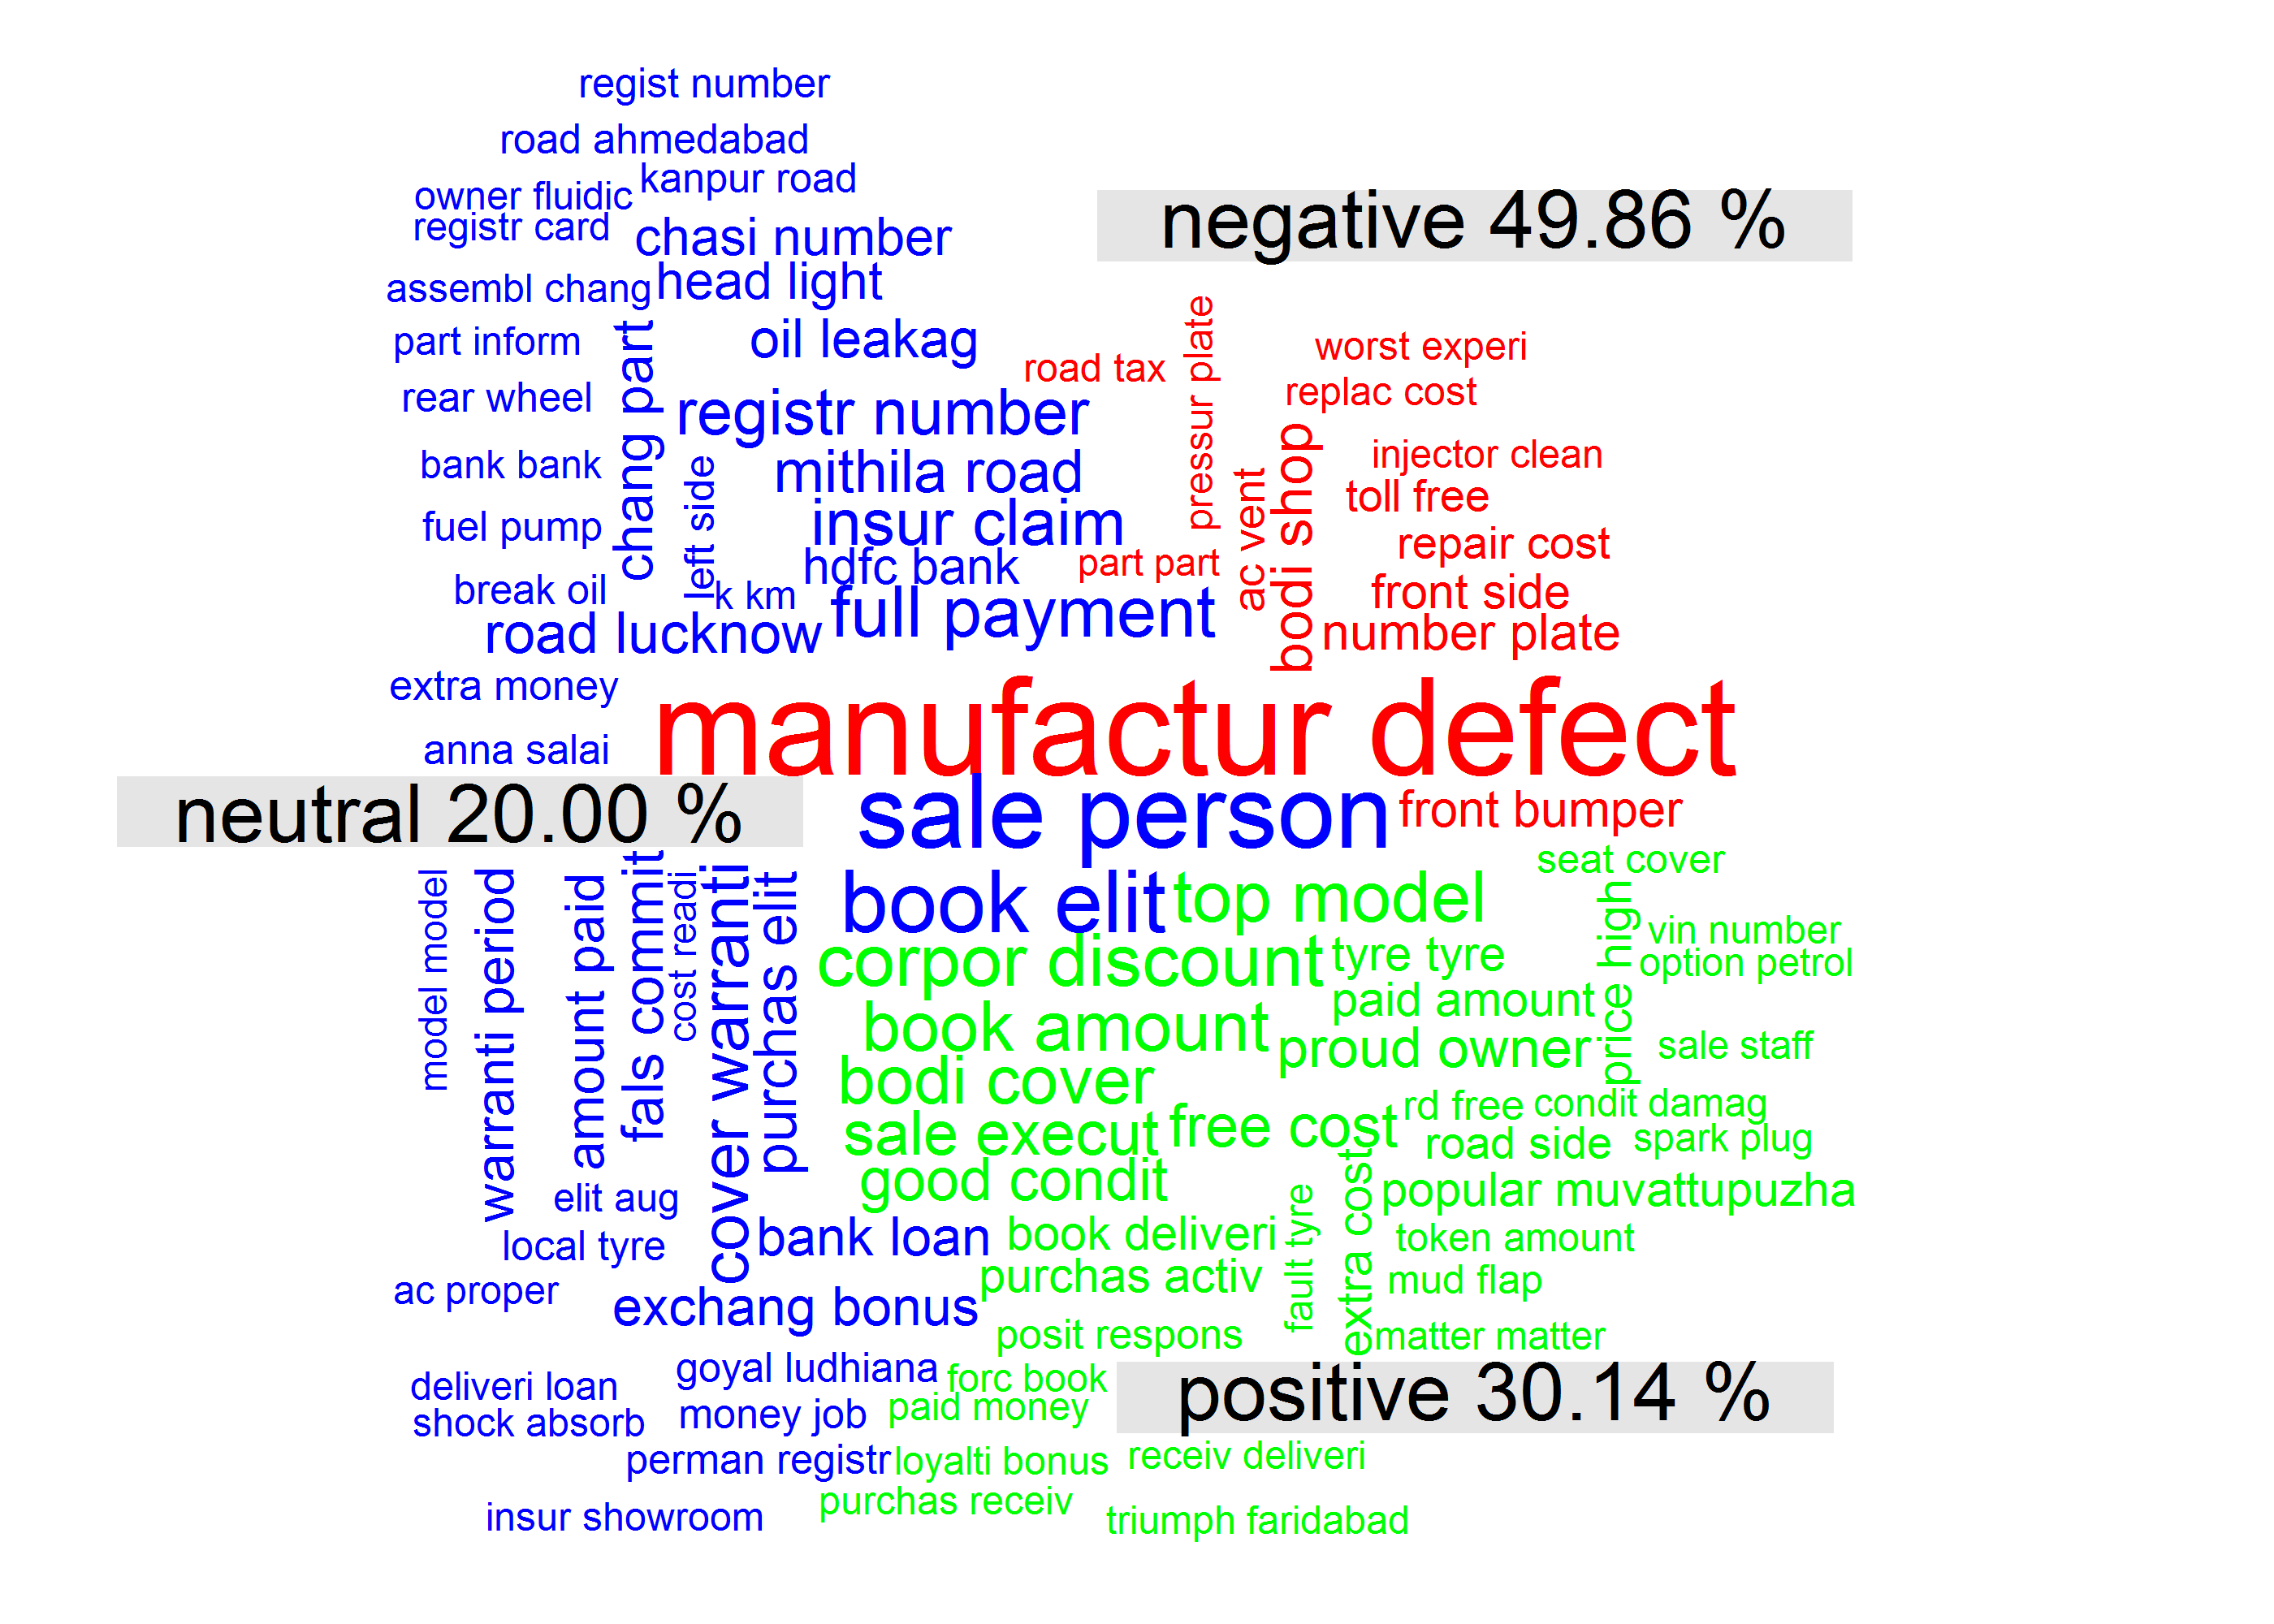 regist number
road ahmedabad
kanpur road
owner fluidic
registr card
chasi number
negative 49.86 %
assembl chang
head light
part inform
chang part
oil leakag
road tax
pressur plate
worst experi
rear wheel
registr number
replac cost
bank bank
left side
mithila road
ac vent
bodi shop
injector clean
toll free
fuel pump
insur claim
repair cost
hdfc bank
part part
break oil
k km
full payment
front side
road lucknow
number plate
extra money
manufactur defect
anna salai
neutral 20.00 %
sale person
front bumper
seat cover
model model
warranti period
amount paid
fals commit
cost readi
cover warranti
purchas elit
book elit
top model
price high
vin number
corpor discount
tyre tyre
option petrol
paid amount
book amount
proud owner
sale staff
bodi cover
rd free
condit damag
sale execut
free cost
road side
spark plug
good condit
elit aug
fault tyre
extra cost
popular muvattupuzha
local tyre
bank loan
book deliveri
token amount
ac proper
purchas activ
mud flap
exchang bonus
posit respons
matter matter
deliveri loan
goyal ludhiana
forc book
positive 30.14 %
shock absorb
money job
paid money
perman registr
loyalti bonus
receiv deliveri
insur showroom
purchas receiv
triumph faridabad